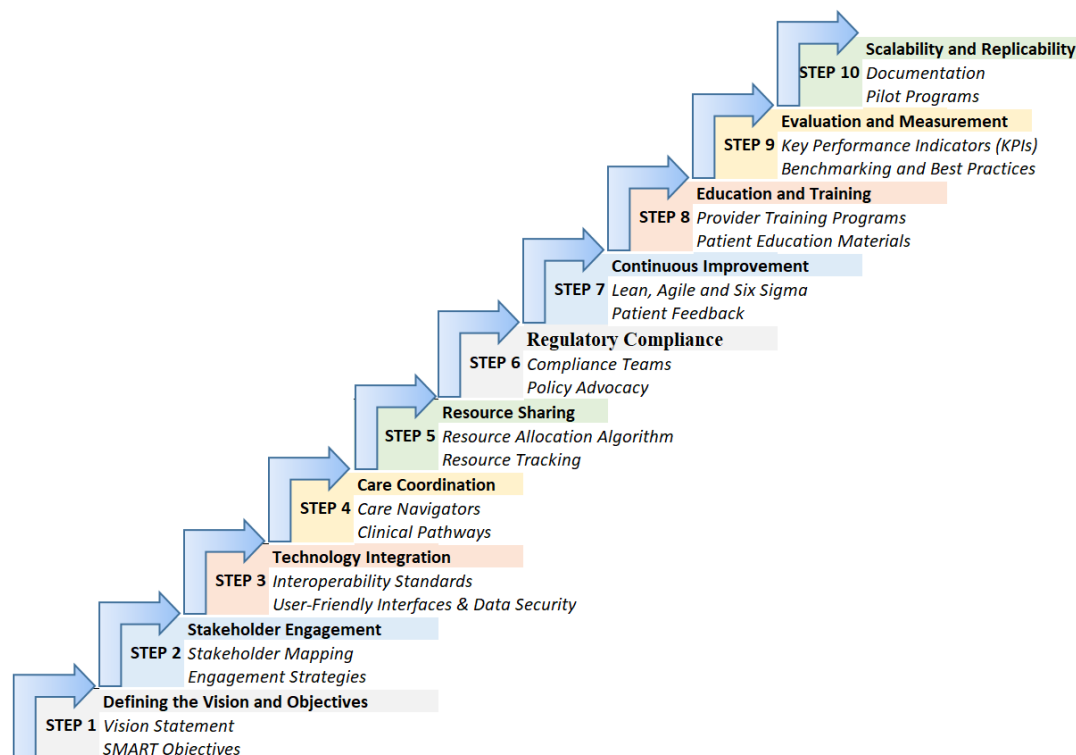 Scalability and Replicability
STEP 10 Documentation
Pilot Programs
Evaluation and Measurement
STEP 9 Key Performance Indicators (KPIs)
Benchmarking and Best Practices
Education and Training
STEP 8 Provider Training Programs
Patient Education Materials
Continuous Improvement
STEP 7 Lean, Agile and Six Sigma
Patient Feedback
Regulatory Compliance
STEP 6 Compliance Teams
Policy Advocacy
Resource Sharing
STEP 5 Resource Allocation Algorithm
Resource Tracking
Care Coordination
STEP 4 Care Navigators
Clinical Pathways
Technology Integration
STEP 3 Interoperability Standards
User-Friendly Interfaces & Data Security
Stakeholder Engagement
STEP 2 Stakeholder Mapping
Engagement Strategies
Defining the Vision and Objectives
STEP 1 Vision Statement
SMART Objectives